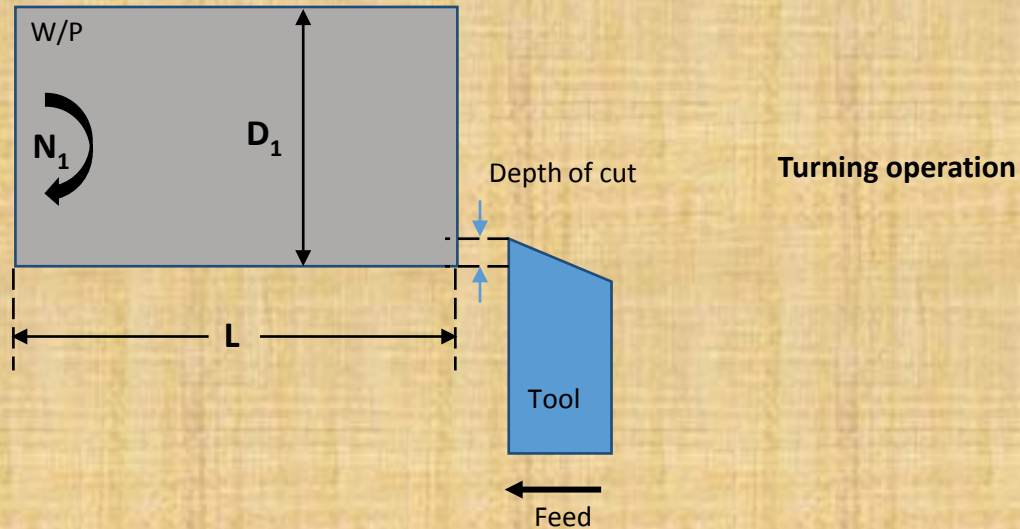 W/P
N₁
D₁
Depth of cut
Turning operation
L
Tool
Feed